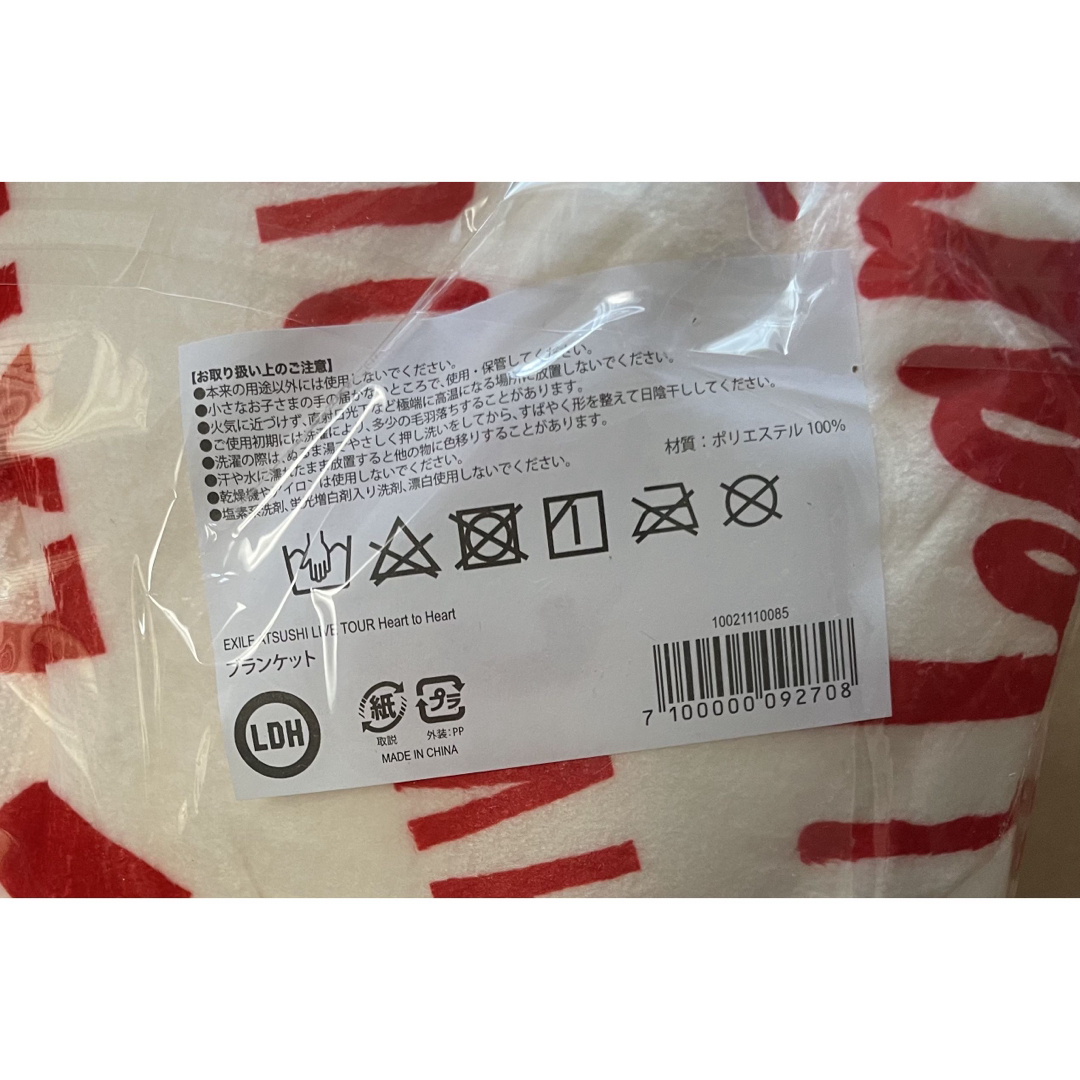 【お取り扱い上のご注意】
●本来の用途以外には使用しないでください。
●小さなお子さまの手の届かないところで、使用・保管してください。
●火気に近づけず、直射日光下など極端に高温になる場所に放置しないでください。
●ご使用初期には洗濯により、多少の毛羽落ちすることがあります。
●洗濯の際は、ぬるま湯でやさしく押し洗いをしてから、すばやく形を整えて日陰干ししてください。
●汗や水に濡れたまま放置すると他の物に色移りすることがあります。
●乾燥機やアイロンは使用しないでください。
●塩素系洗剤、蛍光増白剤入り洗剤、漂白使用しないでください。
材質：ポリエステル 100%
EXILE ATSUSHI LIVE TOUR Heart to Heart
ブランケット
LDH
紙
取説
プラ
外装：PP
MADE IN CHINA
10021110085
7 100000 092708